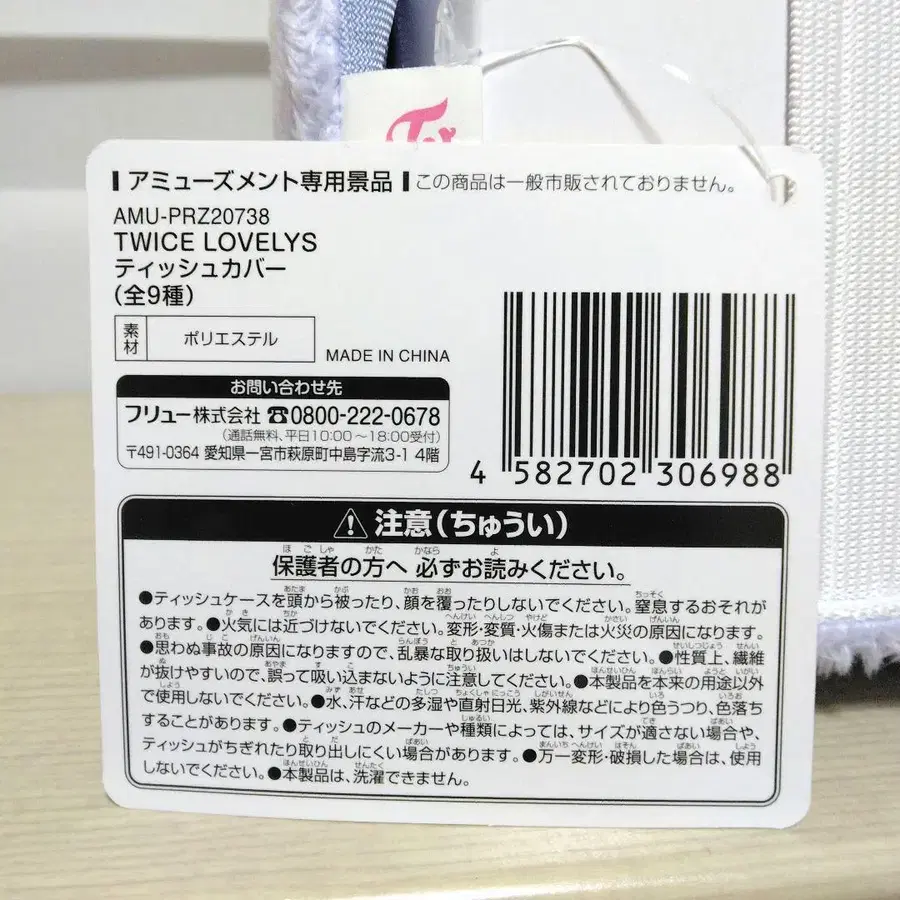 アミューズメント専用景品 この商品は一般市販されておりません。
AMU-PRZ20738
TWICE LOVELYS
ティッシュカバー
(全9種)
素材 ポリエステル
MADE IN CHINA
お問い合わせ先
フリュー株式会社 ☎0800-222-0678
(通話無料、平日10:00〜18:00受付)
〒491-0364 愛知県一宮市萩原町中島字流3-1 4階
4 582702 306988
⚠注意(ちゅうい)
保護者の方へ 必ずお読みください。
●ティッシュケースを頭から被ったり、顔を覆ったりしないでください。窒息するおそれが
あります。●火気には近づけないでください。変形・変質・火傷または火災の原因になります。
●思わぬ事故の原因になりますので、乱暴な取り扱いはしないでください。●性質上、繊維
が抜けやすいので、誤って吸い込まないように注意してください。●本製品を本来の用途以外
で使用しないでください。●水、汗などの多湿や直射日光、紫外線などにより色うつり、色落ち
することがあります。●ティッシュのメーカーや種類によっては、サイズが適さない場合や、
ティッシュがちぎれたり取り出しにくい場合があります。●万一変形・破損した場合は、使用
しないでください。●本製品は、洗濯できません。